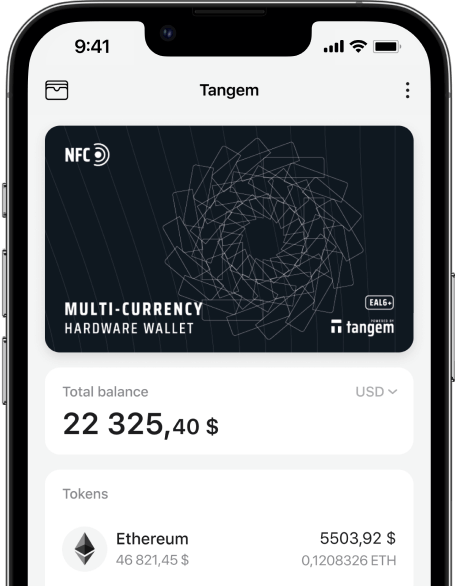 9:41
Tangem
NFC
MULTI-CURRENCY
HARDWARE WALLET
EAL6+
POWERED BY
tangem
Total balance
USD
22 325,40 $
Tokens
Ethereum
5503,92 $
46 821,45 $
0,1208326 ETH